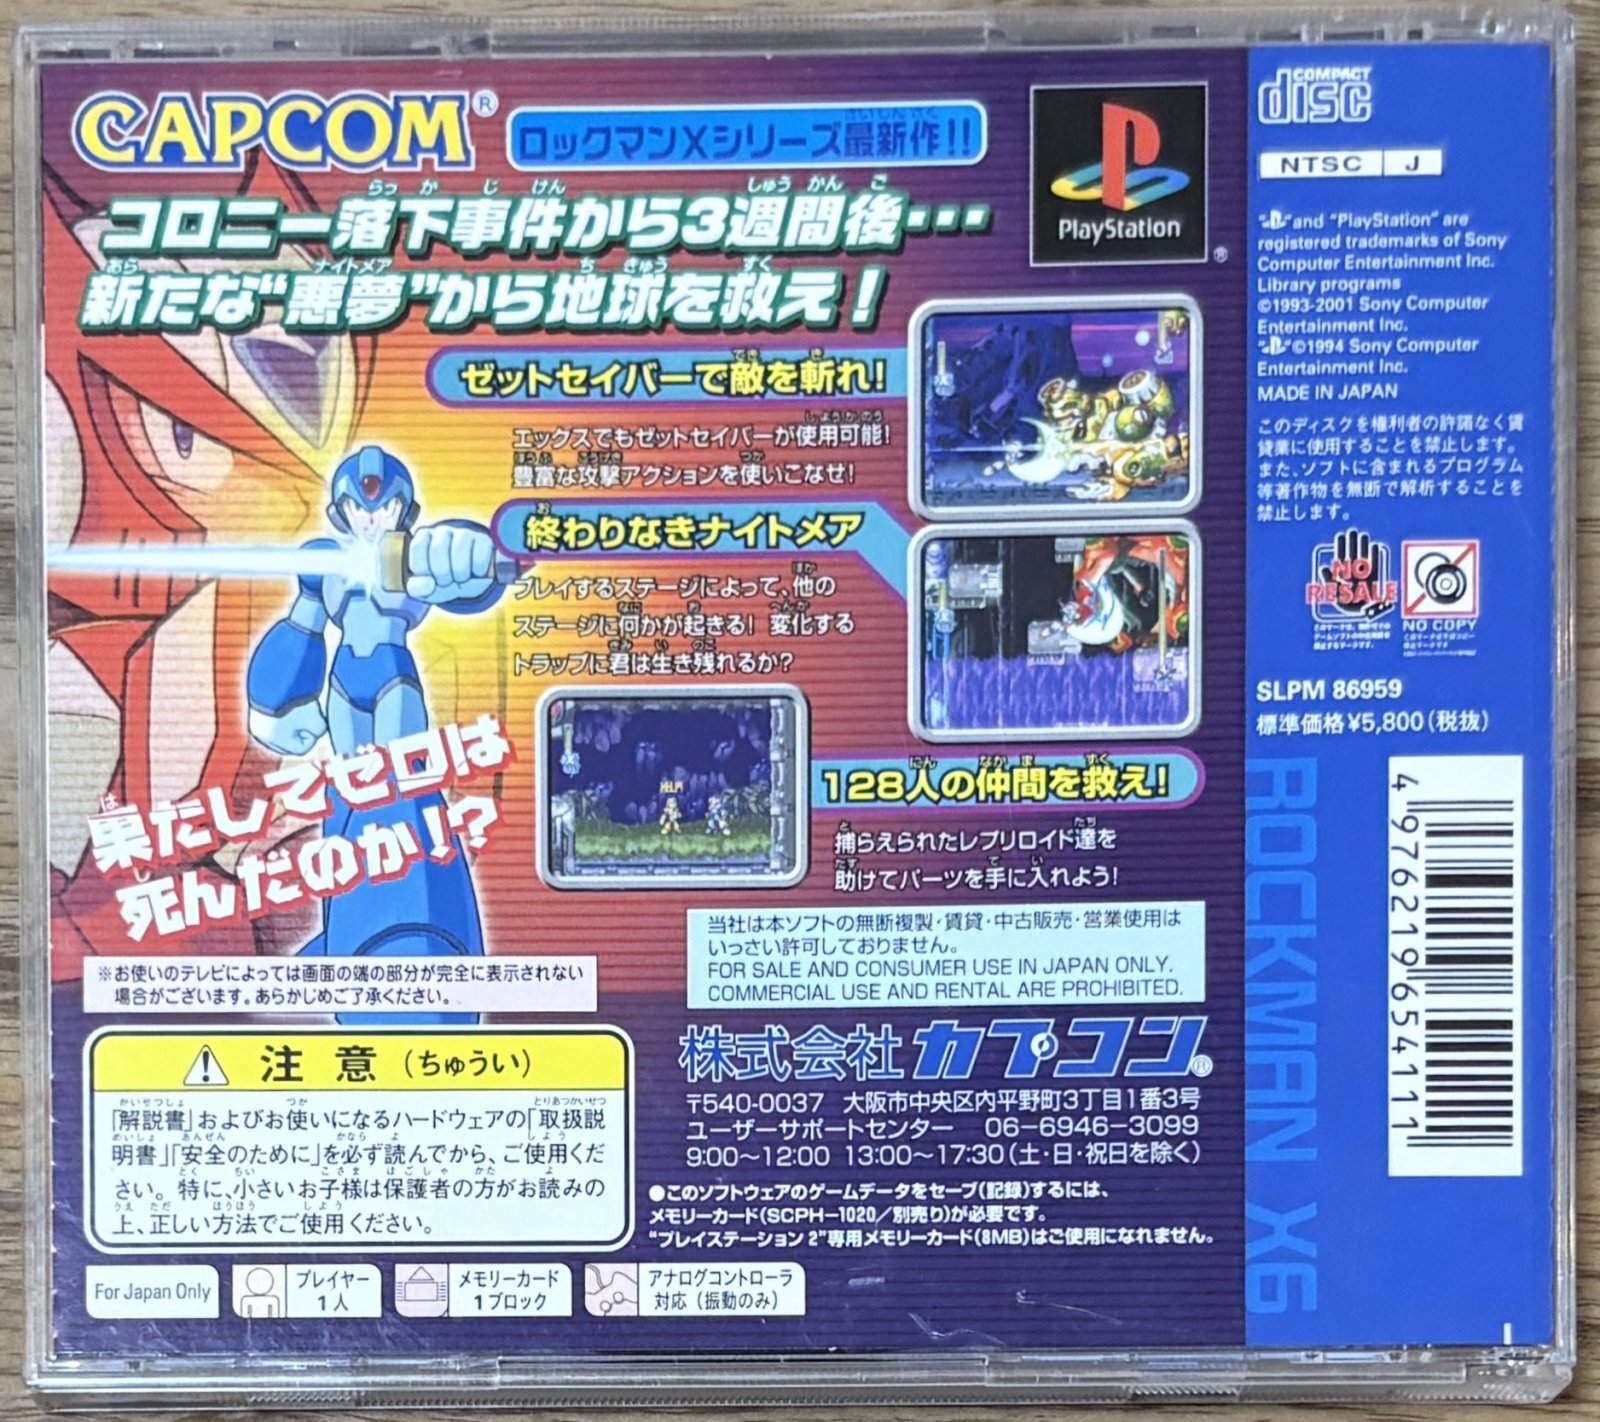 CAPCOM®
ロックマンXシリーズ最新作!!
コロニー落下事件から3週間後・・・
新たな“悪夢”から地球を救え!
ゼットセイバーで敵を斬れ!
エックスでもゼットセイバーが使用可能!
豊富な攻撃アクションを使いこなせ!
終わりなきナイトメア
プレイするステージによって、他の
ステージに何かが起きる! 変化する
トラップに君は生き残れるか?
果たしてゼロは
死んだのか!?
HELP!
128人の仲間を救え!
捕らえられたレプリロイド達を
助けてパーツを手に入れよう!
※お使いのテレビによっては画面の端の部分が完全に表示されない
場合がございます。あらかじめご了承ください。
当社は本ソフトの無断複製・賃貸・中古販売・営業使用は
いっさい許可しておりません。
FOR SALE AND CONSUMER USE IN JAPAN ONLY.
COMMERCIAL USE AND RENTAL ARE PROHIBITED.
注意(ちゅうい)
「解説書」およびお使いになるハードウェアの「取扱説
明書」「安全のために」を必ず読んでから、ご使用くだ
さい。特に、小さいお子様は保護者の方がお読みの
上、正しい方法でご使用ください。
株式会社カプコン®
〒540-0037 大阪市中央区内平野町3丁目1番3号
ユーザーサポートセンター 06-6946-3099
9:00〜12:00 13:00〜17:30(土・日・祝日を除く)
●このソフトウェアのゲームデータをセーブ(記録)するには、
メモリーカード(SCPH-1020/別売り)が必要です。
“プレイステーション 2”専用メモリーカード(8MB)はご使用になれません。
For Japan Only
プレイヤー
1人
メモリーカード
1ブロック
アナログコントローラ
対応(振動のみ)
PlayStation
®
COMPACT
disc
NTSC J
“PS” and “PlayStation” are
registered trademarks of Sony
Computer Entertainment Inc.
Library programs
©1993-2001 Sony Computer
Entertainment Inc.
“PS” ©1994 Sony Computer
Entertainment Inc.
MADE IN JAPAN
このディスクを権利者の許諾なく賃
貸業に使用することを禁止します。
また、ソフトに含まれるプログラム
等著作物を無断で解析することを
禁止します。
NO
RESALE
NO COPY
SLPM 86959
標準価格¥5,800(税抜)
4 976219 654111
ROCKMAN X6